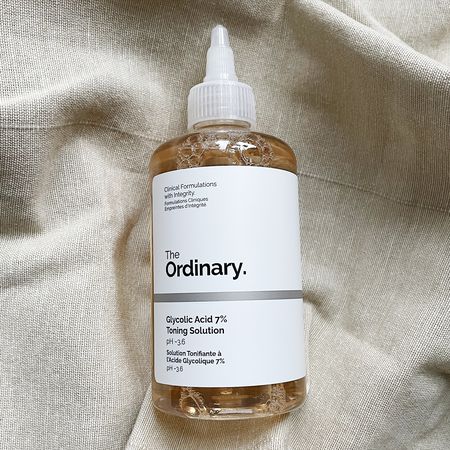 Clinical Formulations
with Integrity.
Formulations Cliniques
Empreintes d'Intégrité
The
Ordinary.
Glycolic Acid 7%
Toning Solution
pH ~3.6
Solution Tonifiante à
l'Acide Glycolique 7%
pH ~3.6